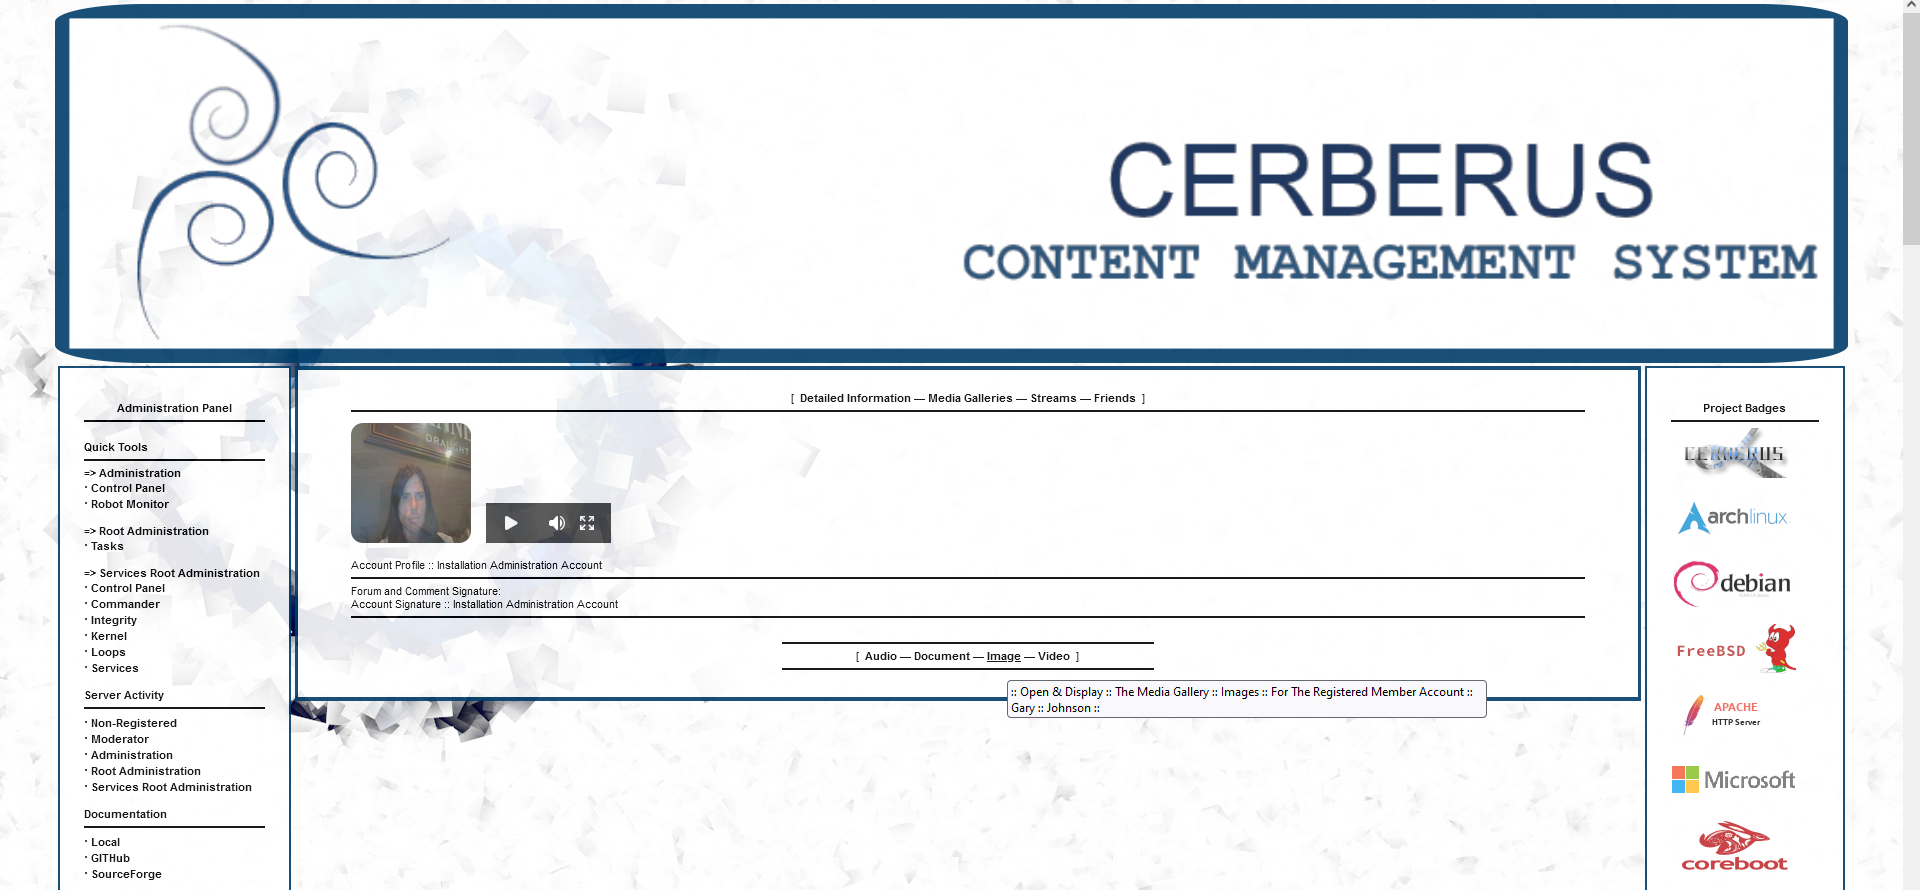 CERBERUS
CONTENT MANAGEMENT SYSTEM
Administration Panel
Quick Tools
=> Administration
· Control Panel
· Robot Monitor
=> Root Administration
· Tasks
=> Services Root Administration
· Control Panel
· Commander
· Integrity
· Kernel
· Loops
· Services
Server Activity
· Non-Registered
· Moderator
· Administration
· Root Administration
· Services Root Administration
Documentation
· Local
· GITHub
· SourceForge
[ Detailed Information — Media Galleries — Streams — Friends ]
DRAUGHT
Account Profile :: Installation Administration Account
Forum and Comment Signature:
Account Signature :: Installation Administration Account
[ Audio — Document — Image — Video ]
:: Open & Display :: The Media Gallery :: Images :: For The Registered Member Account ::
Gary :: Johnson ::
Project Badges
CERBERUS
archlinux
debian
FreeBSD
APACHE
HTTP Server
Microsoft
coreboot